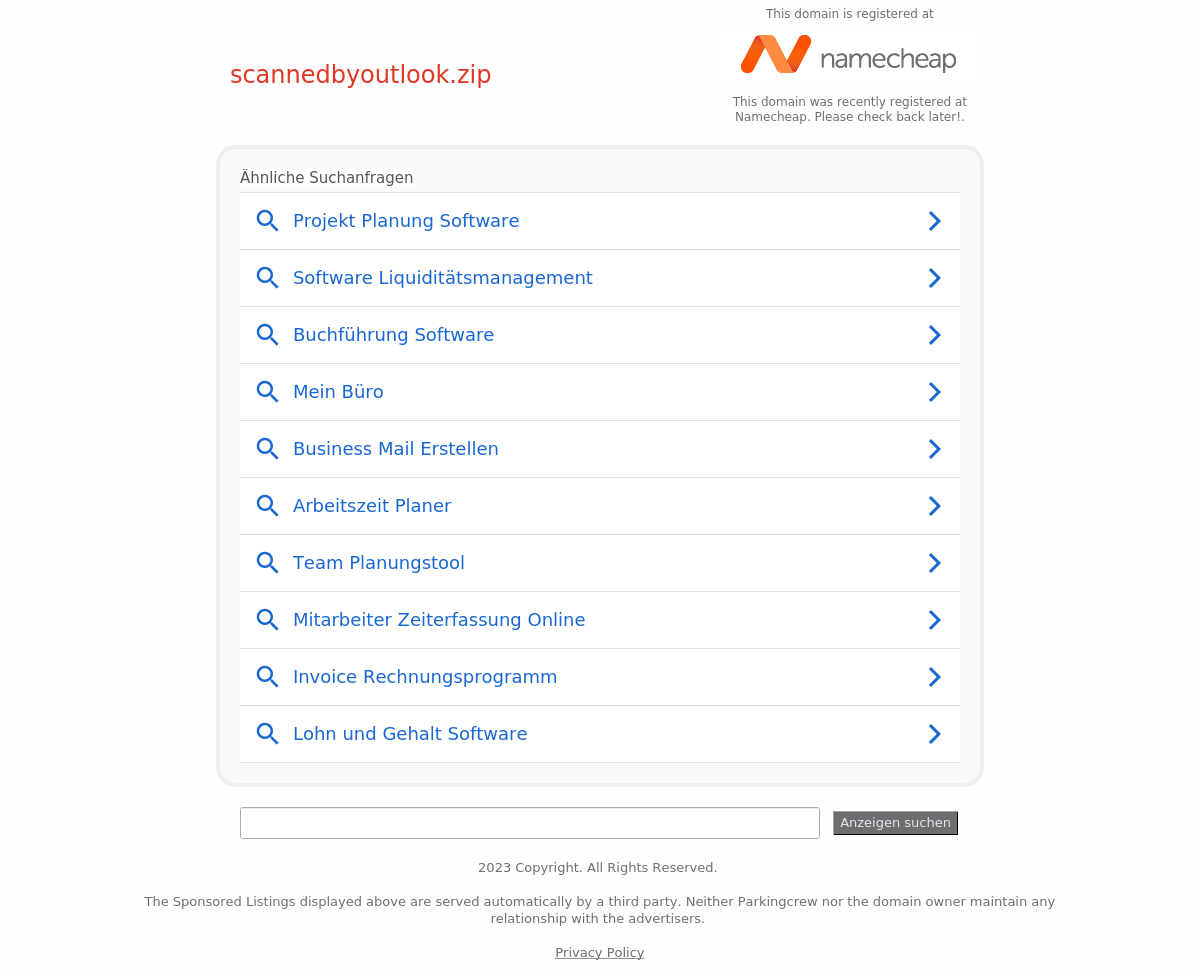 This domain is registered at
namecheap
scannedbyoutlook.zip
This domain was recently registered at
Namecheap. Please check back later!.
Ähnliche Suchanfragen
Projekt Planung Software
Software Liquiditätsmanagement
Buchführung Software
Mein Büro
Business Mail Erstellen
Arbeitszeit Planer
Team Planungstool
Mitarbeiter Zeiterfassung Online
Invoice Rechnungsprogramm
Lohn und Gehalt Software
Anzeigen suchen
2023 Copyright. All Rights Reserved.
The Sponsored Listings displayed above are served automatically by a third party. Neither Parkingcrew nor the domain owner maintain any
relationship with the advertisers.
Privacy Policy